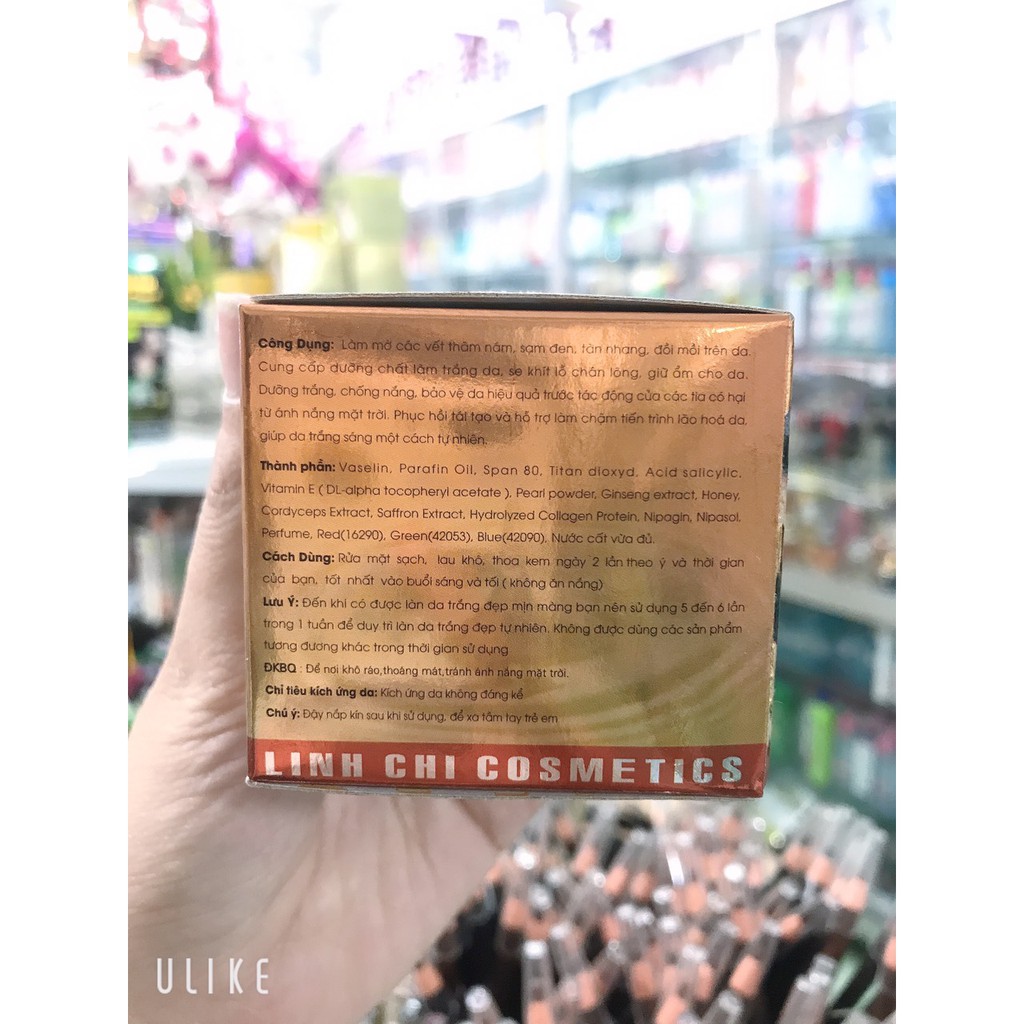 Công Dụng: Làm mờ các vết thâm nám, sạm đen, tàn nhang, đồi mồi trên da.
Cung cấp dưỡng chất làm trắng da, se khít lỗ chân lông, giữ ẩm cho da.
Dưỡng trắng, chống nắng, bảo vệ da hiệu quả trước tác động của các tia có hại
từ ánh nắng mặt trời. Phục hồi tái tạo và hỗ trợ làm chậm tiến trình lão hoá da,
giúp da trắng sáng một cách tự nhiên.
Thành phần: Vaselin, Parafin Oil, Span 80, Titan dioxyd, Acid salicylic,
Vitamin E ( DL-alpha tocopheryl acetate ), Pearl powder, Ginseng extract, Honey,
Cordyceps Extract, Saffron Extract, Hydrolyzed Collagen Protein, Nipagin, Nipasol,
Perfume, Red(16290), Green(42053), Blue(42090), Nước cất vừa đủ.
Cách Dùng: Rửa mặt sạch, lau khô, thoa kem ngày 2 lần theo ý và thời gian
của bạn, tốt nhất vào buổi sáng và tối ( không ăn nắng)
Lưu Ý: Đến khi có được làn da trắng đẹp mịn màng bạn nên sử dụng 5 đến 6 lần
trong 1 tuần để duy trì làn da trắng đẹp tự nhiên. Không được dùng các sản phẩm
tương đương khác trong thời gian sử dụng
ĐKBQ : Để nơi khô ráo, thoáng mát, tránh ánh nắng mặt trời.
Chỉ tiêu kích ứng da: Kích ứng da không đáng kể
Chú ý: Đậy nắp kín sau khi sử dụng, để xa tầm tay trẻ em
LINH CHI COSMETICS
ULIKE